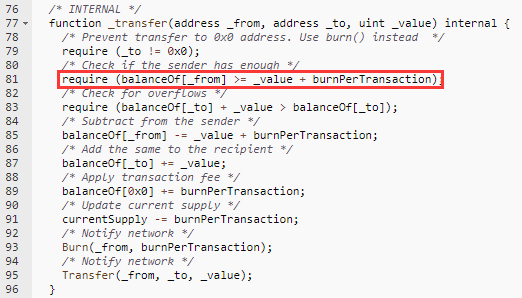 76 /* INTERNAL */
77 function _transfer(address _from, address _to, uint _value) internal {
78 /* Prevent transfer to 0x0 address. Use burn() instead */
79 require (_to != 0x0);
80 /* Check if the sender has enough */
81 require (balanceOf[_from] >= _value + burnPerTransaction);
82 /* Check for overflows */
83 require (balanceOf[_to] + _value > balanceOf[_to]);
84 /* Subtract from the sender */
85 balanceOf[_from] -= _value + burnPerTransaction;
86 /* Add the same to the recipient */
87 balanceOf[_to] += _value;
88 /* Apply transaction fee */
89 balanceOf[0x0] += burnPerTransaction;
90 /* Update current supply */
91 currentSupply -= burnPerTransaction;
92 /* Notify network */
93 Burn(_from, burnPerTransaction);
94 /* Notify network */
95 Transfer(_from, _to, _value);
96 }